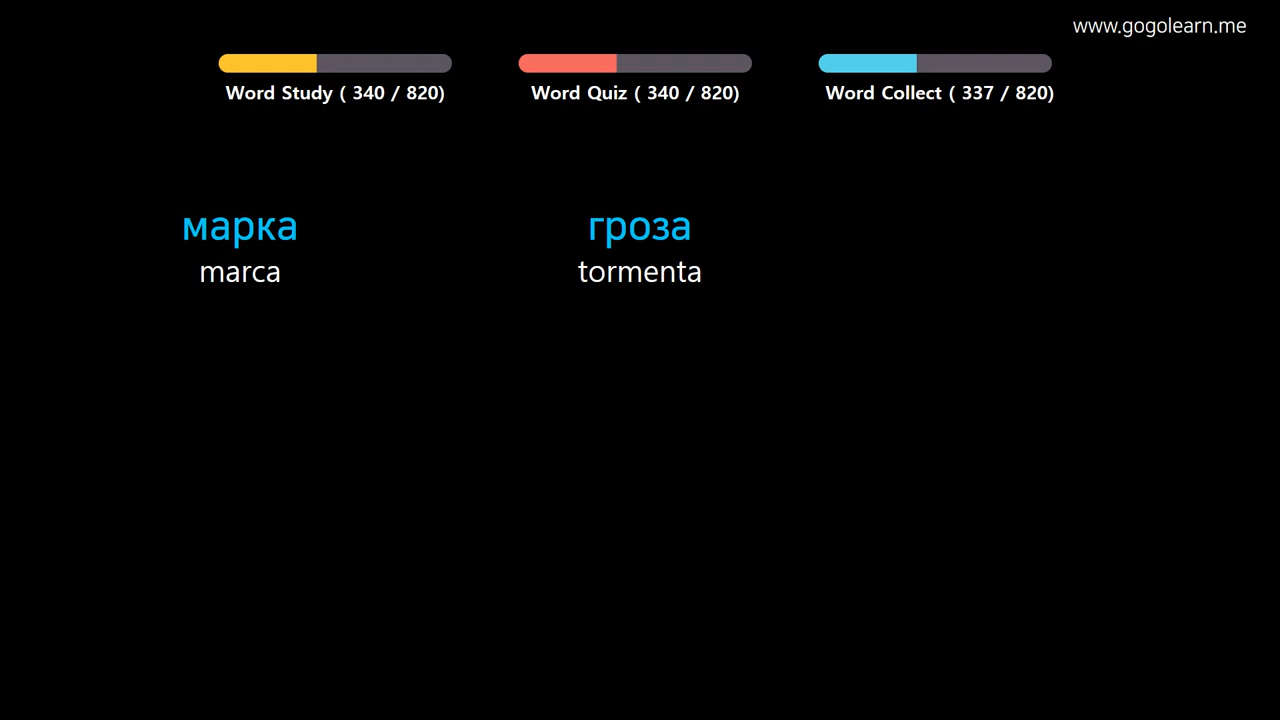 www.gogolearn.me
Word Study ( 340 / 820)
Word Quiz ( 340 / 820)
Word Collect ( 337 / 820)
марка
гроза
marca
tormenta